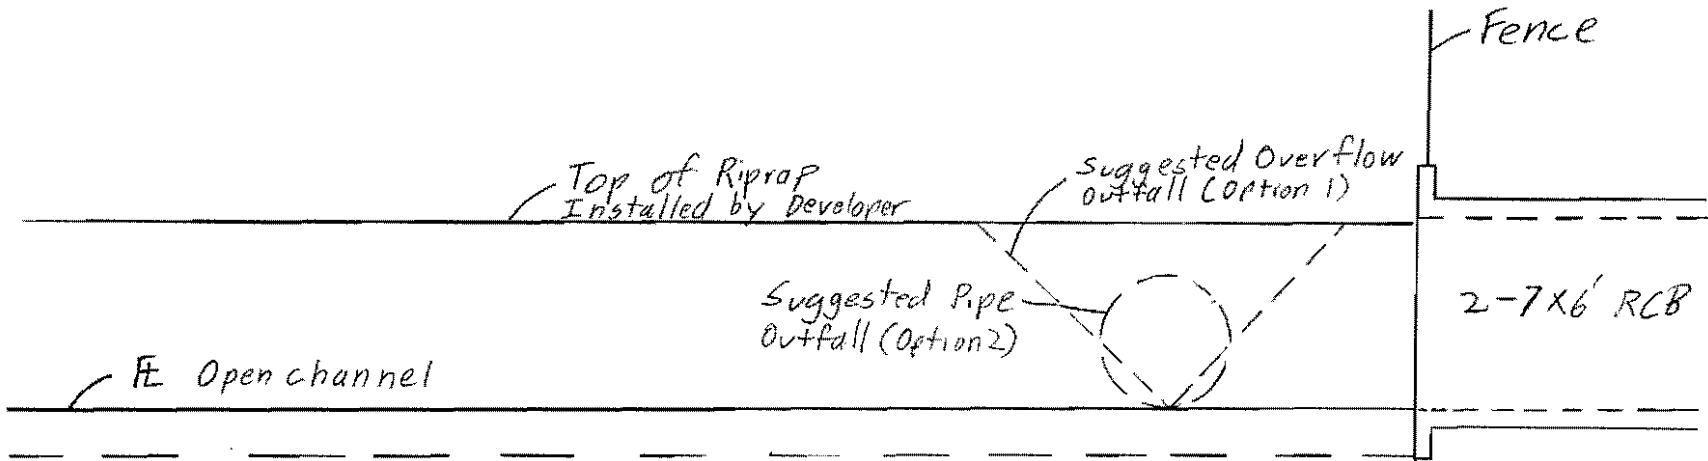 Fence
Top of Riprap
Installed by Developer
Suggested Overflow
Outfall (Option 1)
Suggested Pipe
Outfall (Option 2)
FL Open channel
2-7x6' RCB